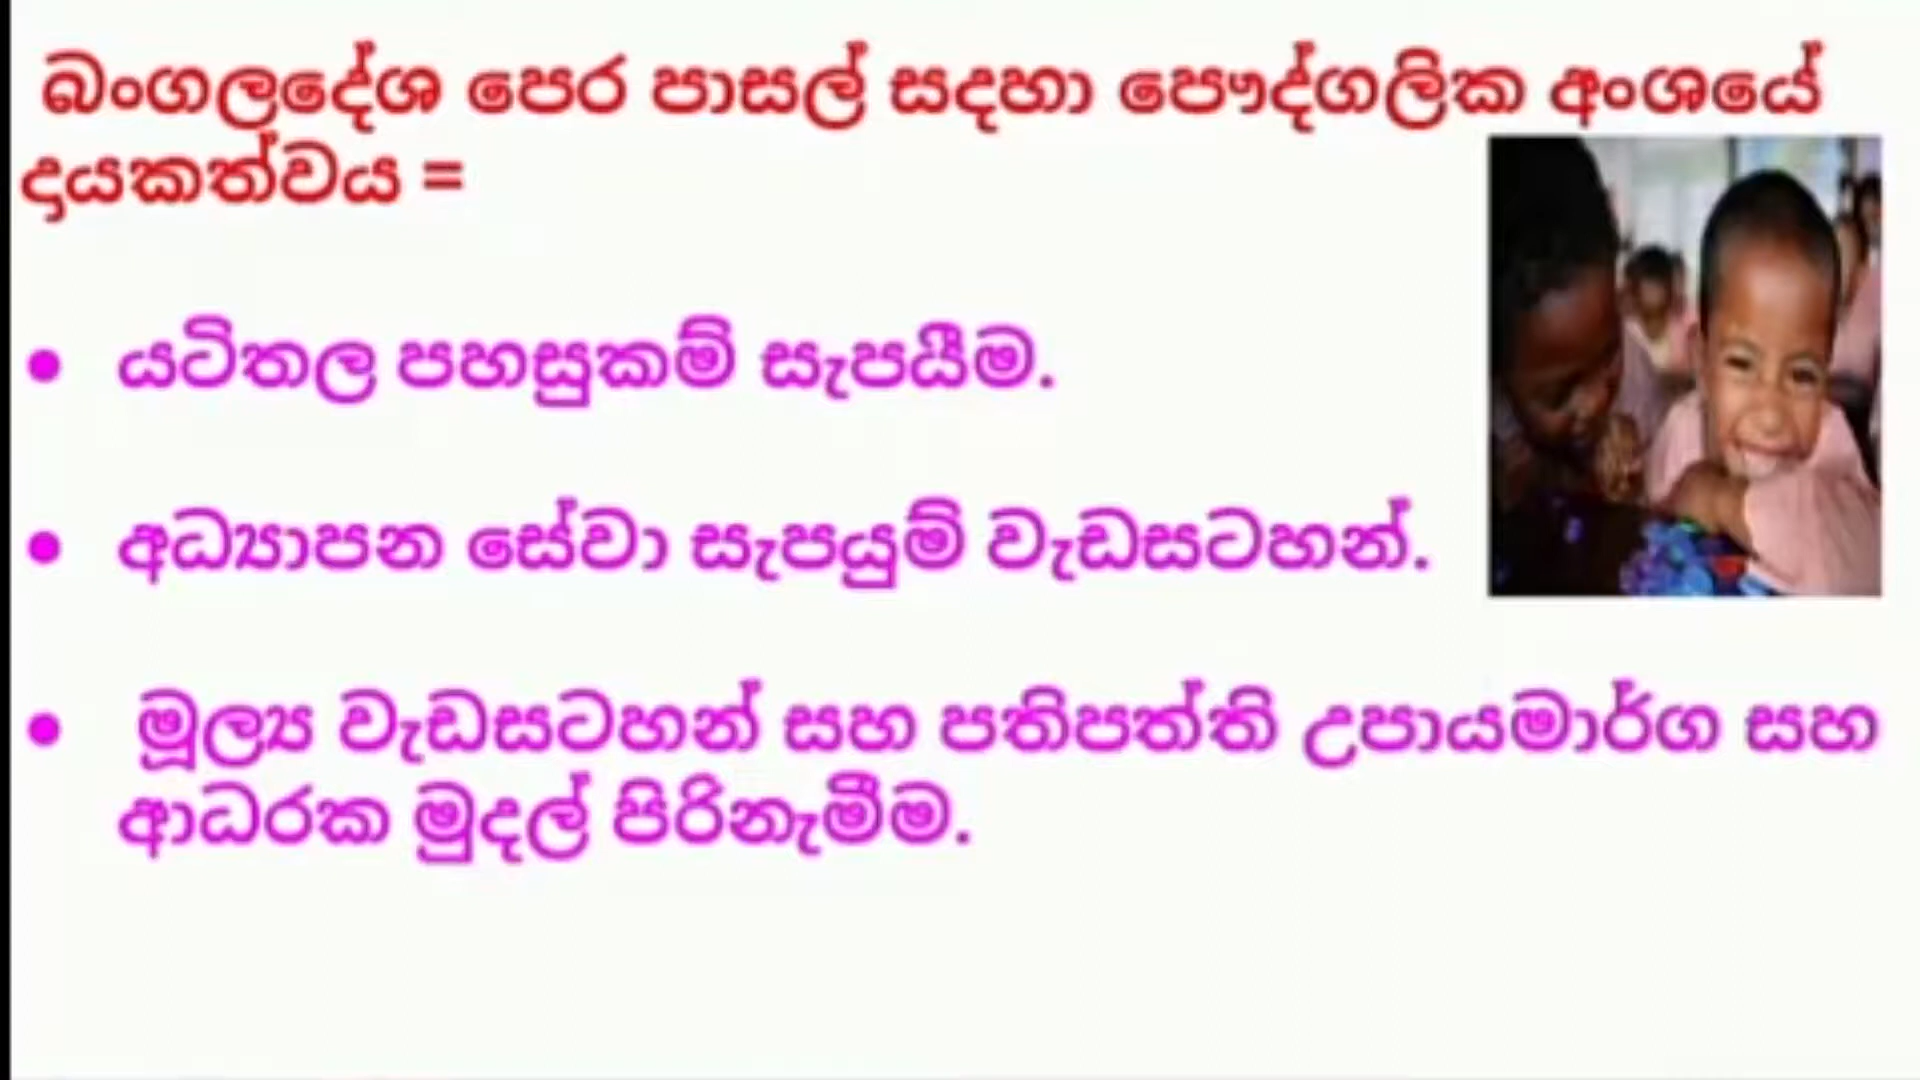 බංගලදේශ පෙර පාසල් සදහා පෞද්ගලික අංශයේ
දායකත්වය =
● යටිතල පහසුකම් සැපයීම.
● අධ්‍යාපන සේවා සැපයුම් වැඩසටහන්.
● මූල්‍ය වැඩසටහන් සහ පතිපත්ති උපායමාර්ග සහ
ආධරක මුදල් පිරිනැමීම.